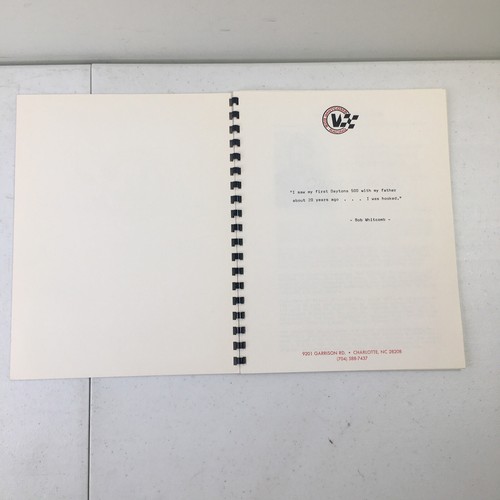 "I saw my first Daytona 500 with my father
about 20 years ago . . . I was hooked."
- Bob Whitcomb -
9201 GARRISON RD. • CHARLOTTE, NC 28208
(704) 588-7437